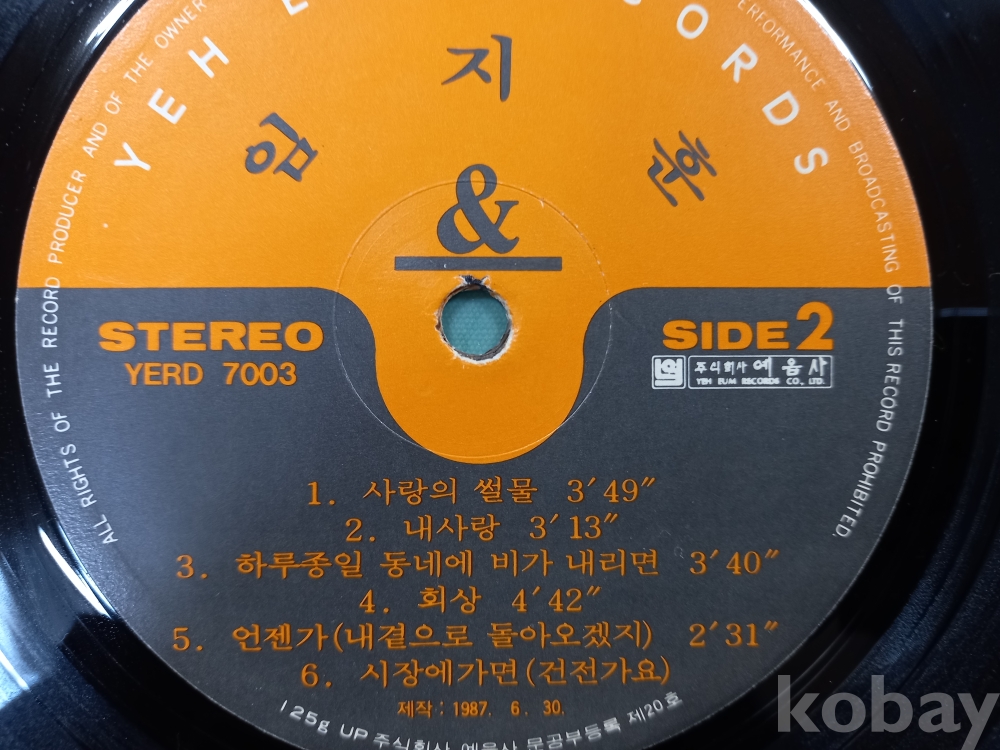 YEH E
ORDS
임 지 훈
&
STEREO
YERD 7003
SIDE 2
주식회사 예음사
YEH EUM RECORDS CO., LTD.
1. 사랑의 썰물 3′49″
2. 내사랑 3′13″
3. 하루종일 동네에 비가 내리면 3′40″
4. 회상 4′42″
5. 언젠가(내곁으로 돌아오겠지) 2′31″
6. 시장에가면(건전가요)
제작: 1987. 6. 30.
125g UP 주식회사 예음사 문공부등록 제20호
ALL RIGHTS OF THE RECORD PRODUCER AND OF THE OWNER
PERFORMANCE AND BROADCASTING OF THIS RECORD PROHIBITED.
kobay